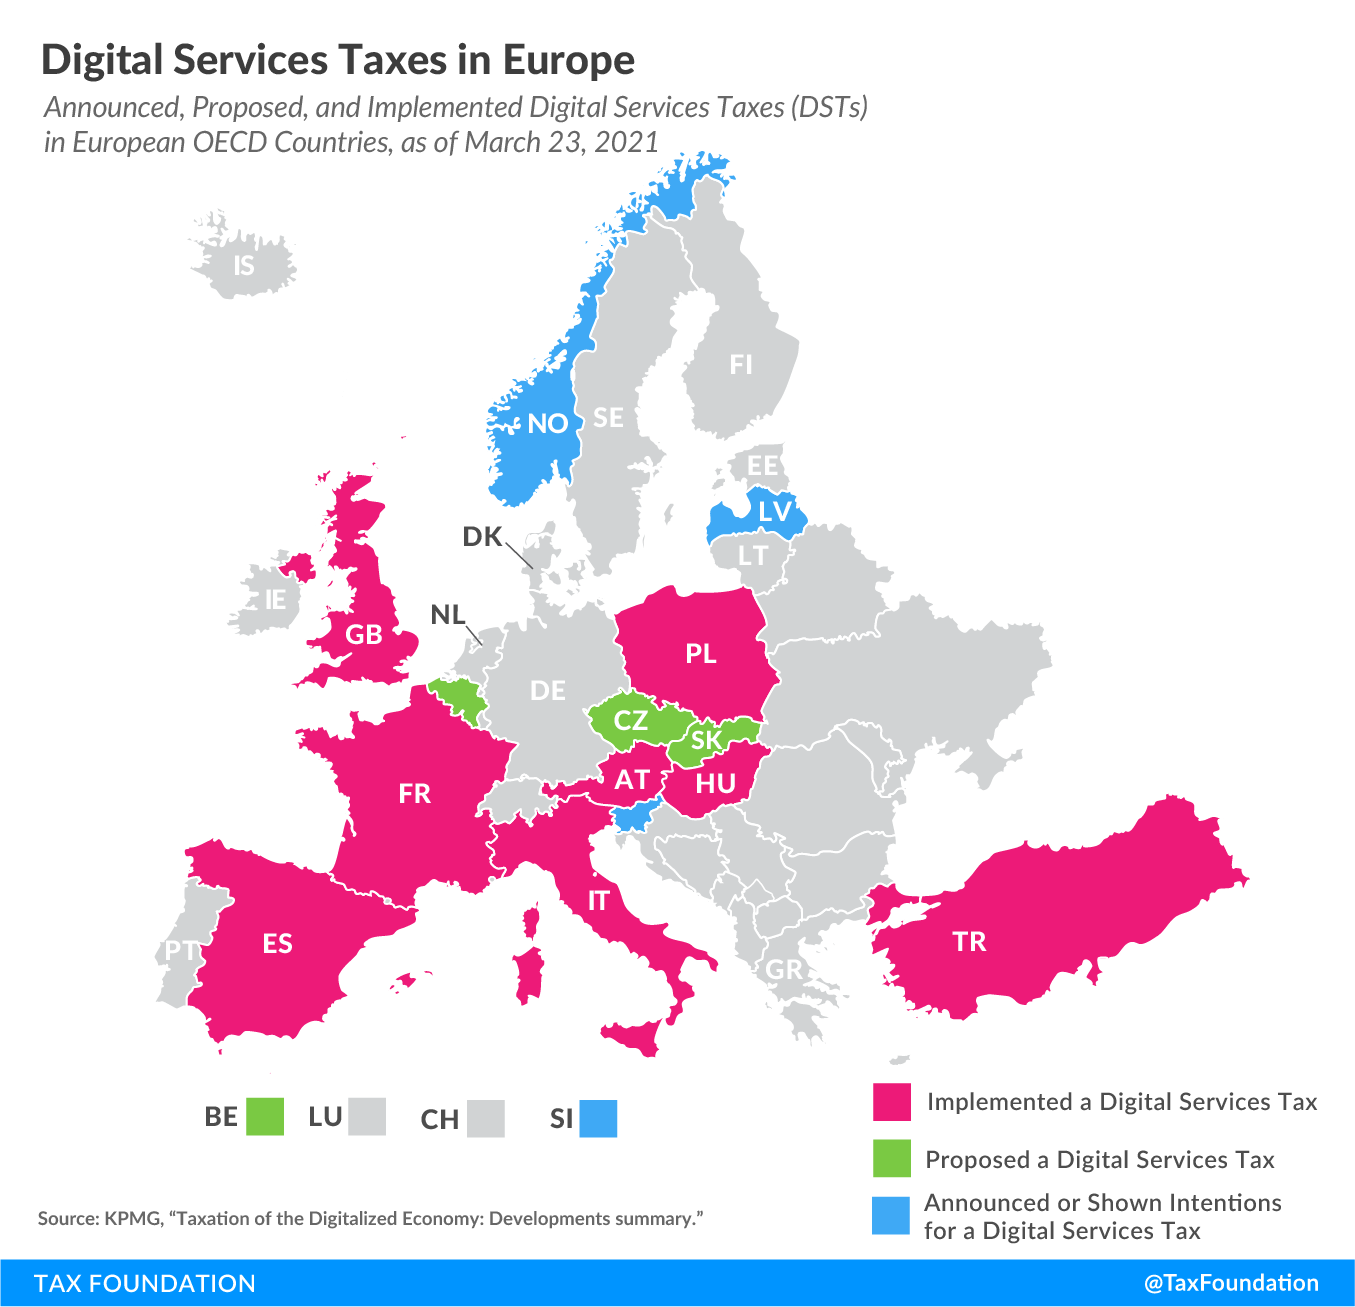 Digital Services Taxes in Europe
Announced, Proposed, and Implemented Digital Services Taxes (DSTs)
in European OECD Countries, as of March 23, 2021
IS
FI
NO
SE
EE
LV
DK
LT
IE
NL
GB
PL
DE
CZ
SK
AT
HU
FR
IT
ES
TR
PT
GR
BE
LU
CH
SI
Implemented a Digital Services Tax
Proposed a Digital Services Tax
Announced or Shown Intentions
for a Digital Services Tax
Source: KPMG, “Taxation of the Digitalized Economy: Developments summary.”
TAX FOUNDATION
@TaxFoundation